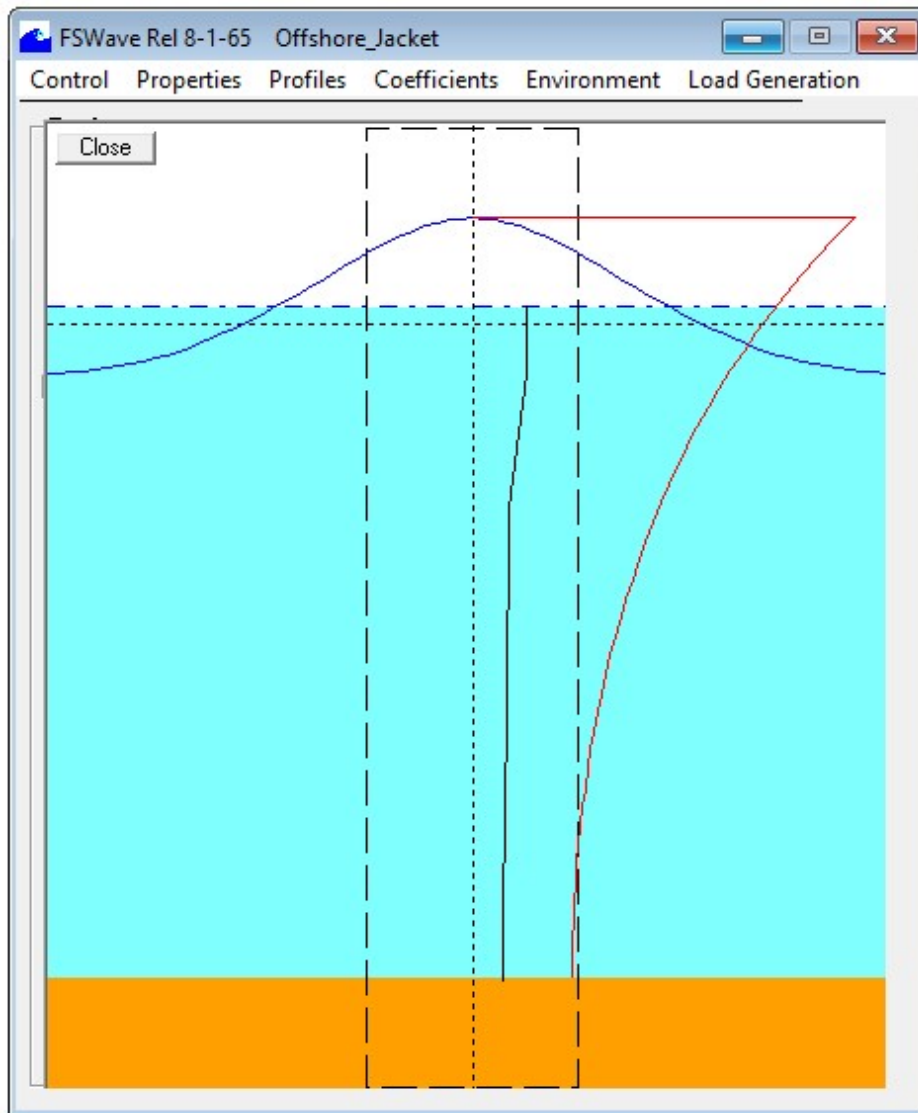 FSWave Rel 8-1-65 Offshore_Jacket
Control Properties Profiles Coefficients Environment Load Generation
Close